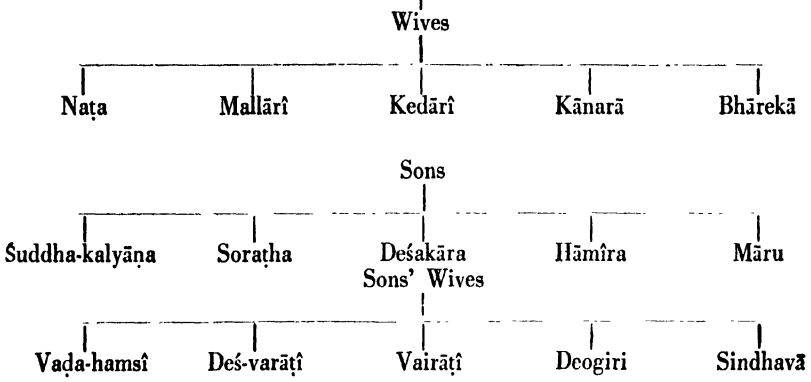 Wives
Naṭa Mallārî Kedārî Kānarā Bhārekā
Sons
Śuddha-kalyāṇa Soraṭha Deśakāra Hāmîra Māru
Sons' Wives
Vaḍa-hamsî Deś-varāṭî Vairāṭî Deogiri Sindhavā